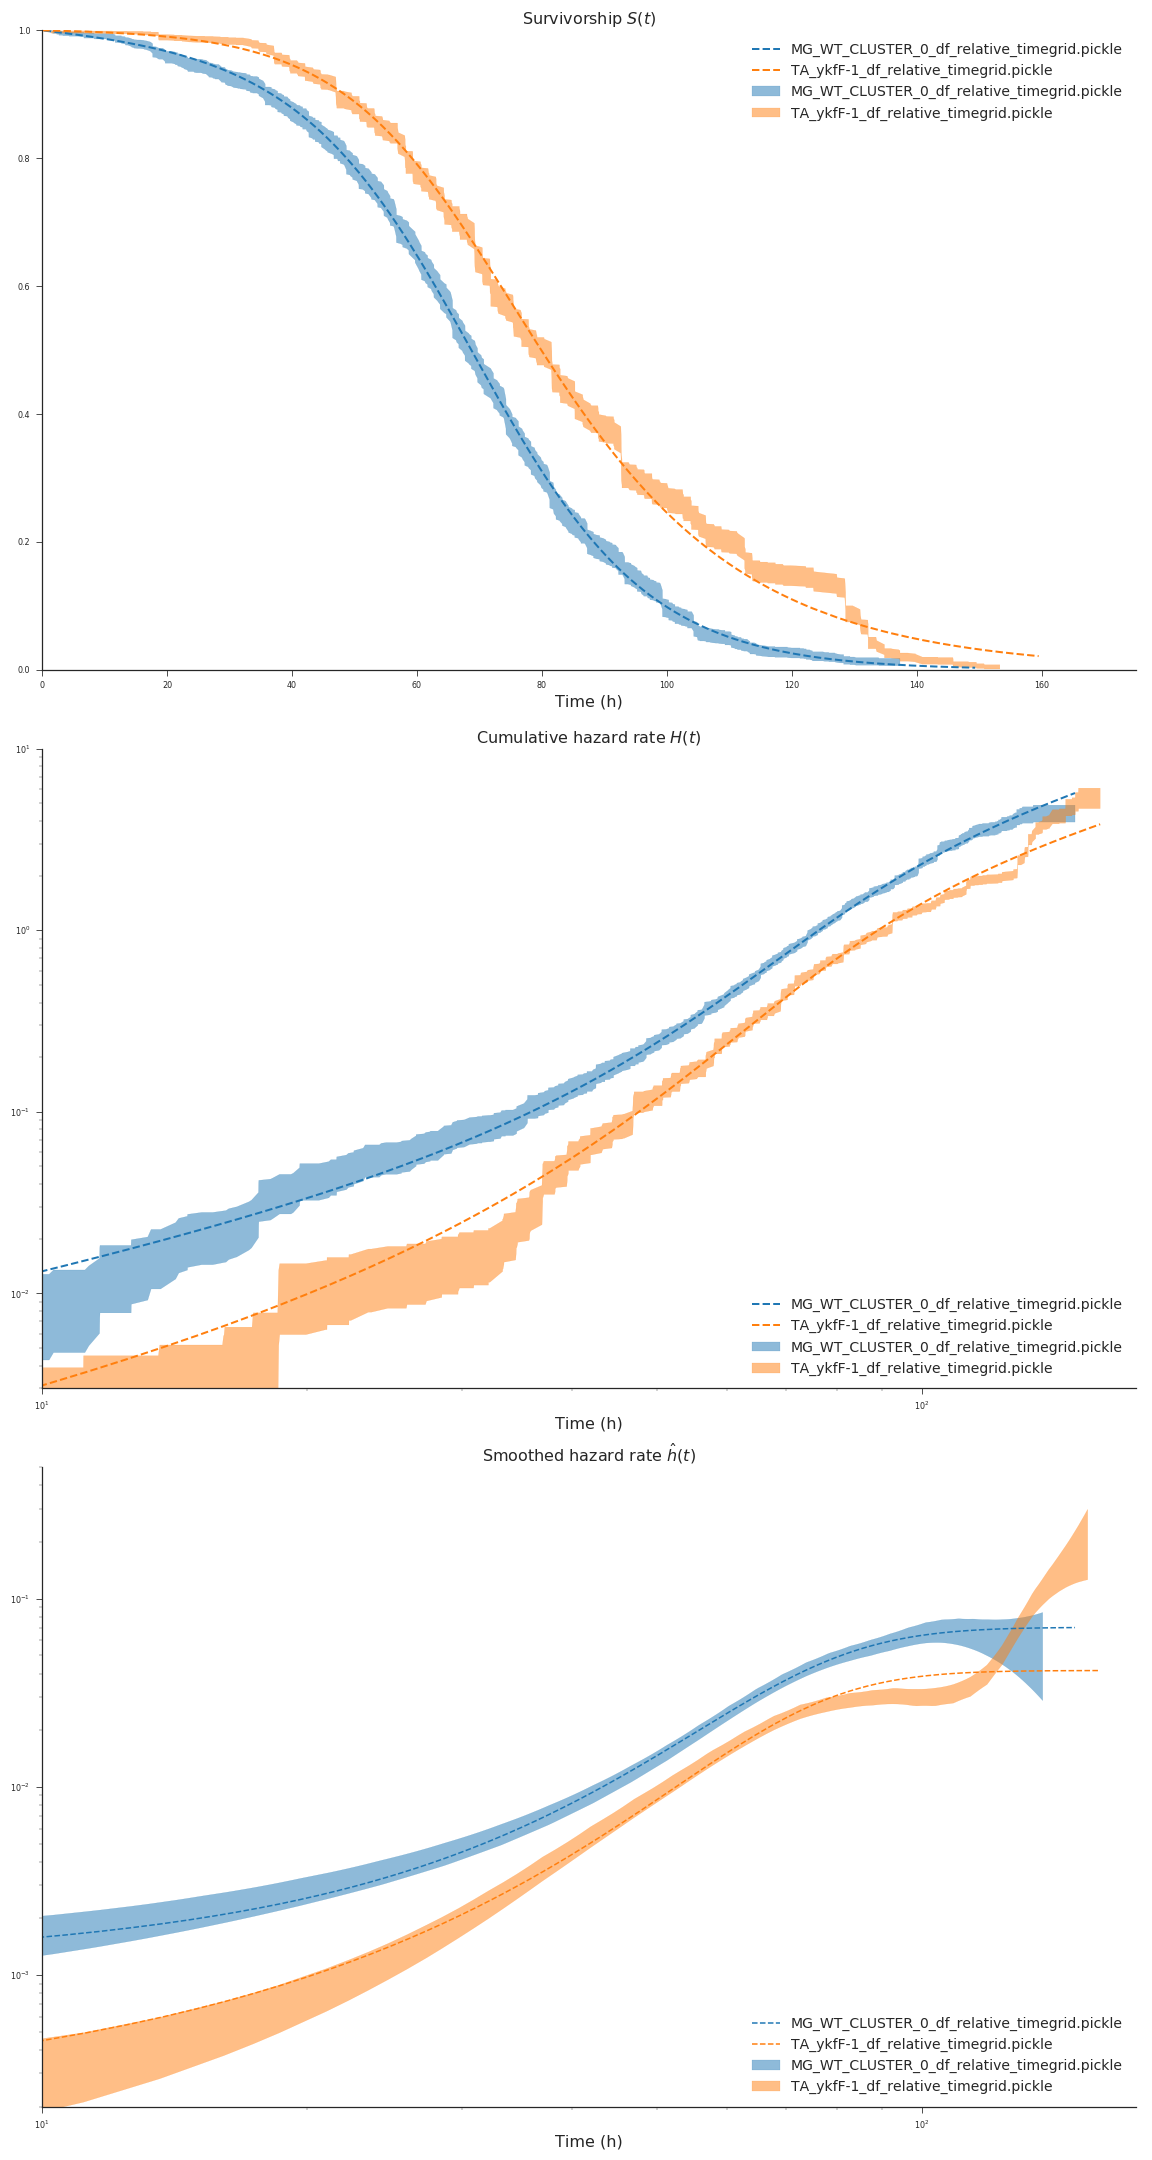 Survivorship S(t)
1.0
0.8
0.6
0.4
0.2
0.0
MG_WT_CLUSTER_0_df_relative_timegrid.pickle
TA_ykfF-1_df_relative_timegrid.pickle
MG_WT_CLUSTER_0_df_relative_timegrid.pickle
TA_ykfF-1_df_relative_timegrid.pickle
0 20 40 60 80 100 120 140 160
Time (h)
Cumulative hazard rate H(t)
10¹
10⁰
10⁻¹
10⁻²
MG_WT_CLUSTER_0_df_relative_timegrid.pickle
TA_ykfF-1_df_relative_timegrid.pickle
MG_WT_CLUSTER_0_df_relative_timegrid.pickle
TA_ykfF-1_df_relative_timegrid.pickle
10¹ 10²
Time (h)
Smoothed hazard rate ĥ(t)
10⁻¹
10⁻²
10⁻³
MG_WT_CLUSTER_0_df_relative_timegrid.pickle
TA_ykfF-1_df_relative_timegrid.pickle
MG_WT_CLUSTER_0_df_relative_timegrid.pickle
TA_ykfF-1_df_relative_timegrid.pickle
10¹ 10²
Time (h)